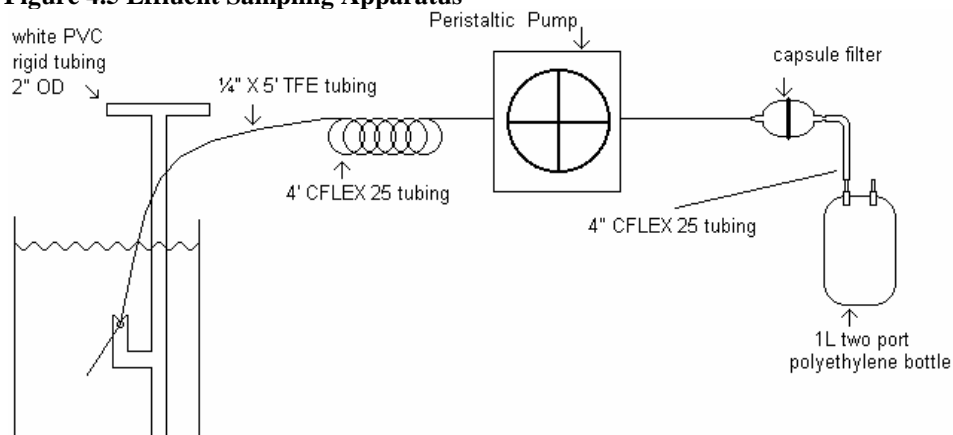 Figure 4.5 Effluent Sampling Apparatus
Peristaltic Pump
white PVC
rigid tubing
2" OD
¼" X 5' TFE tubing
capsule filter
4' CFLEX 25 tubing
4" CFLEX 25 tubing
1L two port
polyethylene bottle